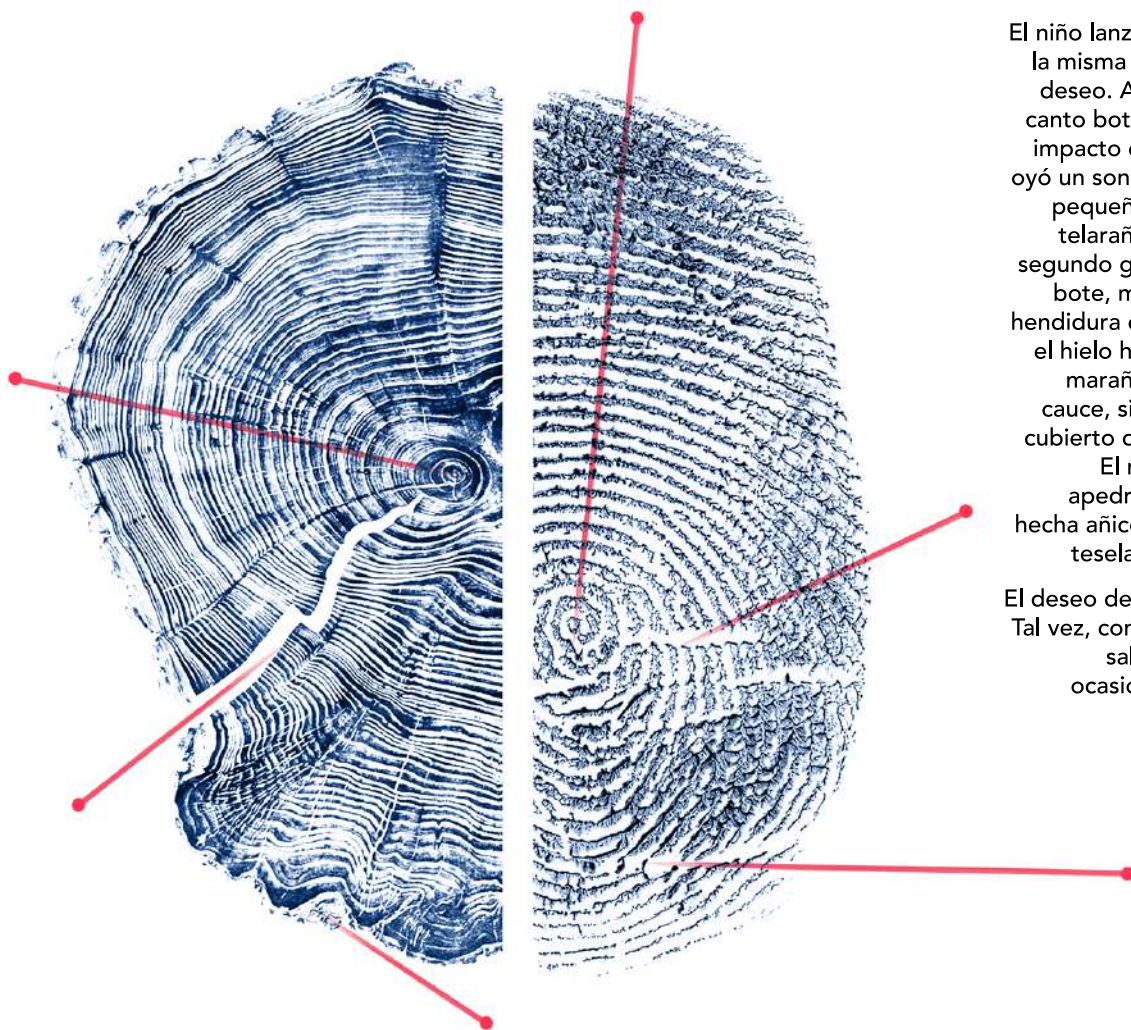 El niño lanz
la misma
deseo. A
canto bot
impacto
oyó un son
pequeñ
telarañ
segundo g
bote, m
hendidura
el hielo h
marañ
cauce, si
cubierto
El
apedr
hecha añic
tesela
El deseo de
Tal vez, cor
sal
ocasi